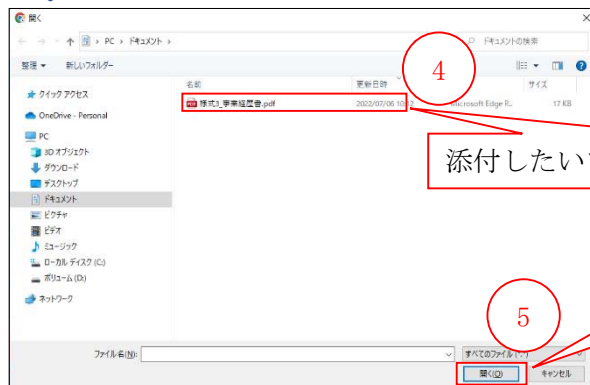 開く
PC › ドキュメント ›
ドキュメントの検索
整理 新しいフォルダー
名前 更新日時 サイズ
様式3_事業経歴書.pdf 2022/07/06 10:12 Microsoft Edge P... 17 KB
クイック アクセス
OneDrive - Personal
PC
3D オブジェクト
ダウンロード
デスクトップ
ドキュメント
ピクチャ
ビデオ
ミュージック
ローカル ディスク (C:)
ボリューム (D:)
ネットワーク
4
添付したい
5
ファイル名(N):
すべてのファイル
開く(O) キャンセル